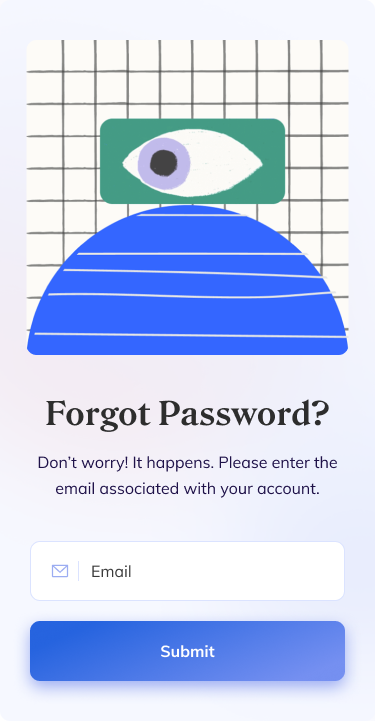 Forgot Password?
Don’t worry! It happens. Please enter the
email associated with your account.
Email
Submit